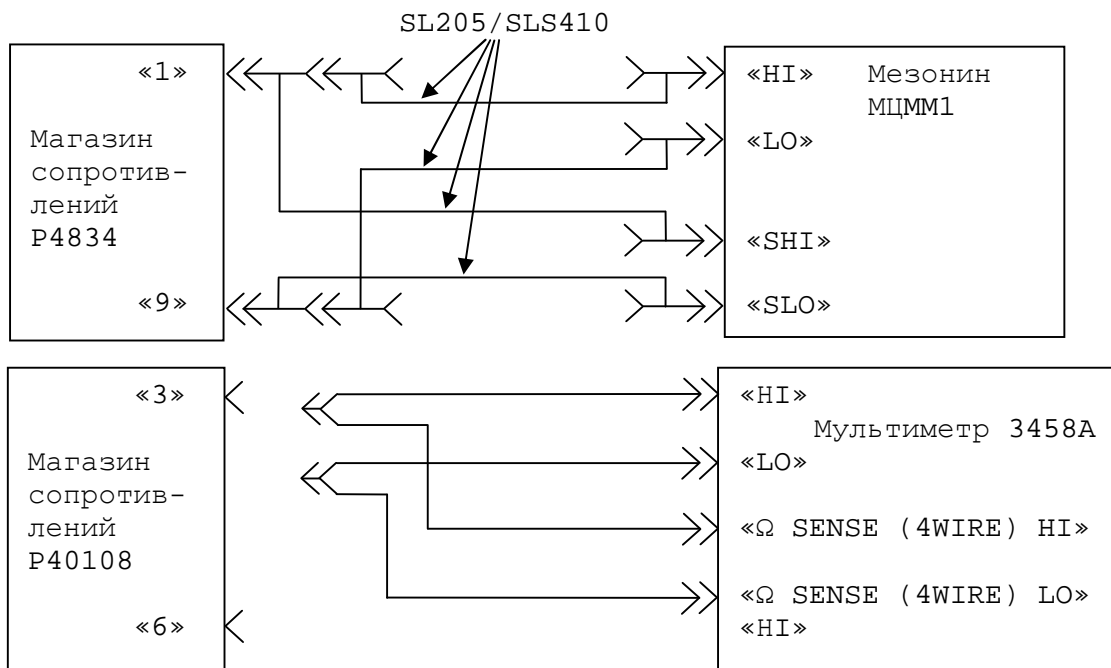 SL205/SLS410
«1»
Магазин
сопротив-
лений
Р4834
«9»
«HI» Мезонин
МЦММ1
«LO»
«SHI»
«SLO»
«3»
Магазин
сопротив-
лений
Р40108
«6»
«HI»
Мультиметр 3458А
«LO»
«Ω SENSE (4WIRE) HI»
«Ω SENSE (4WIRE) LO»
«HI»